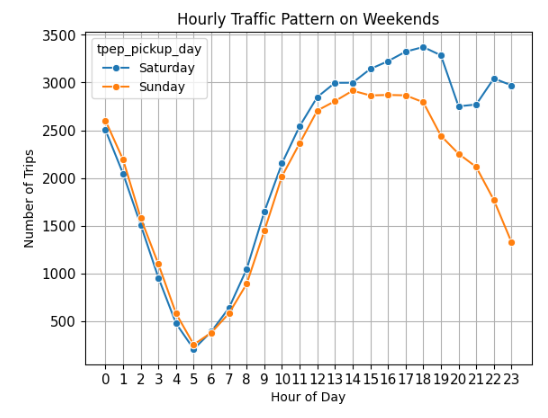 Hourly Traffic Pattern on Weekends
tpep_pickup_day
Saturday
Sunday
Number of Trips
3500
3000
2500
2000
1500
1000
500
0 1 2 3 4 5 6 7 8 9 10 11 12 13 14 15 16 17 18 19 20 21 22 23
Hour of Day